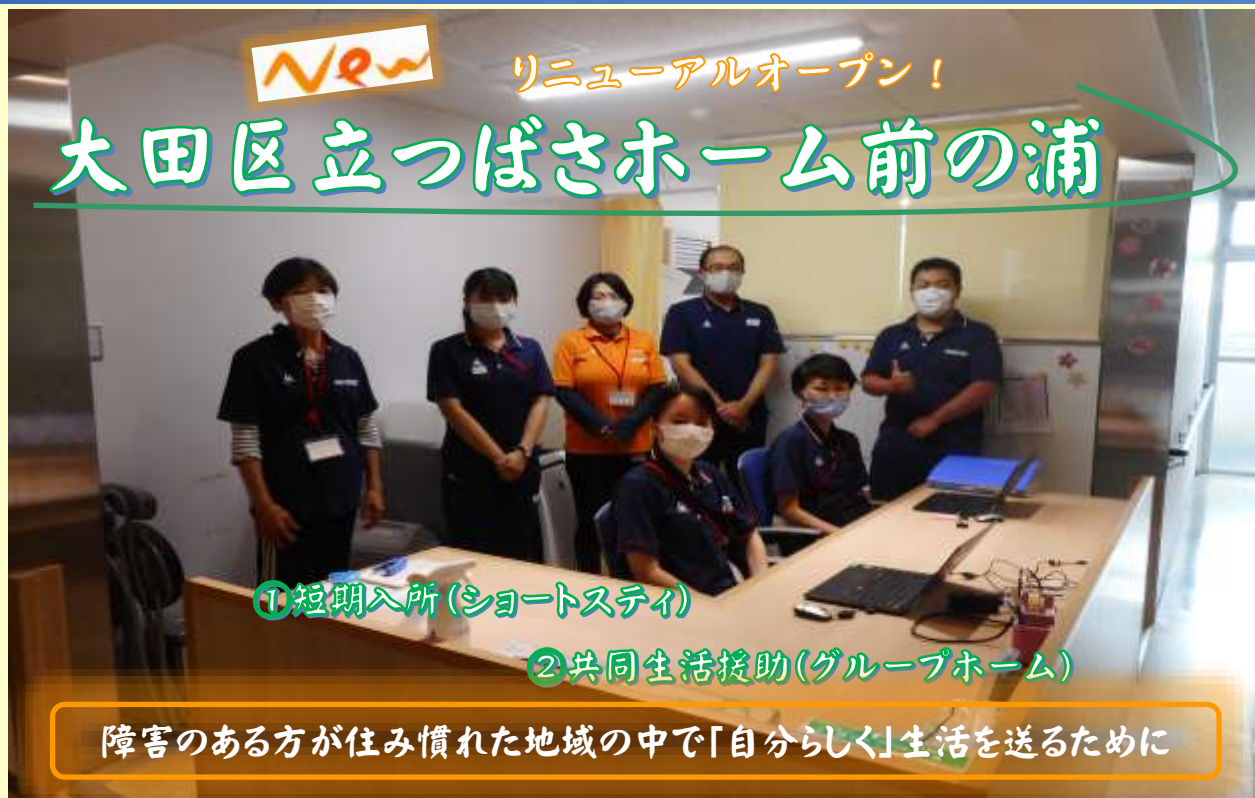 New
リニューアルオープン！
大田区立つばさホーム前の浦
❶短期入所(ショートスティ)
❷共同生活援助(グループホーム)
障害のある方が住み慣れた地域の中で｢自分らしく｣生活を送るために